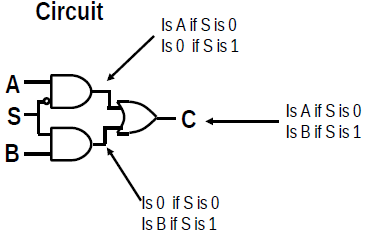 Circuit
Is A if S is 0
Is 0 if S is 1
A
S
B
C
Is A if S is 0
Is B if S is 1
Is 0 if S is 0
Is B if S is 1